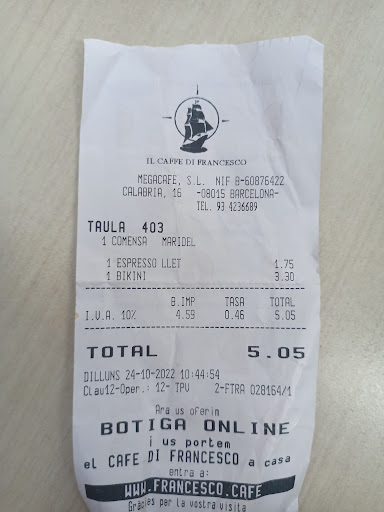 IL CAFFE DI FRANCESCO
MEGACAFE, S.L. NIF B-60876422
CALABRIA, 16 -08015 BARCELONA-
TEL. 93 4236689
TAULA 403
1 COMENSA MARIDEL
1 ESPRESSO LLET 1.75
1 BIKINI 3.30
B.IMP TASA TOTAL
I.V.A. 10% 4.59 0.46 5.05
TOTAL 5.05
DILLUNS 24-10-2022 10:44:54
Clau12-Oper.: 12- TPV 2-FTRA 028164/1
Ara us oferim
BOTIGA ONLINE
i us portem
el CAFE DI FRANCESCO a casa
entra a:
WWW.FRANCESCO.CAFE
Gràcies per la vostra visita